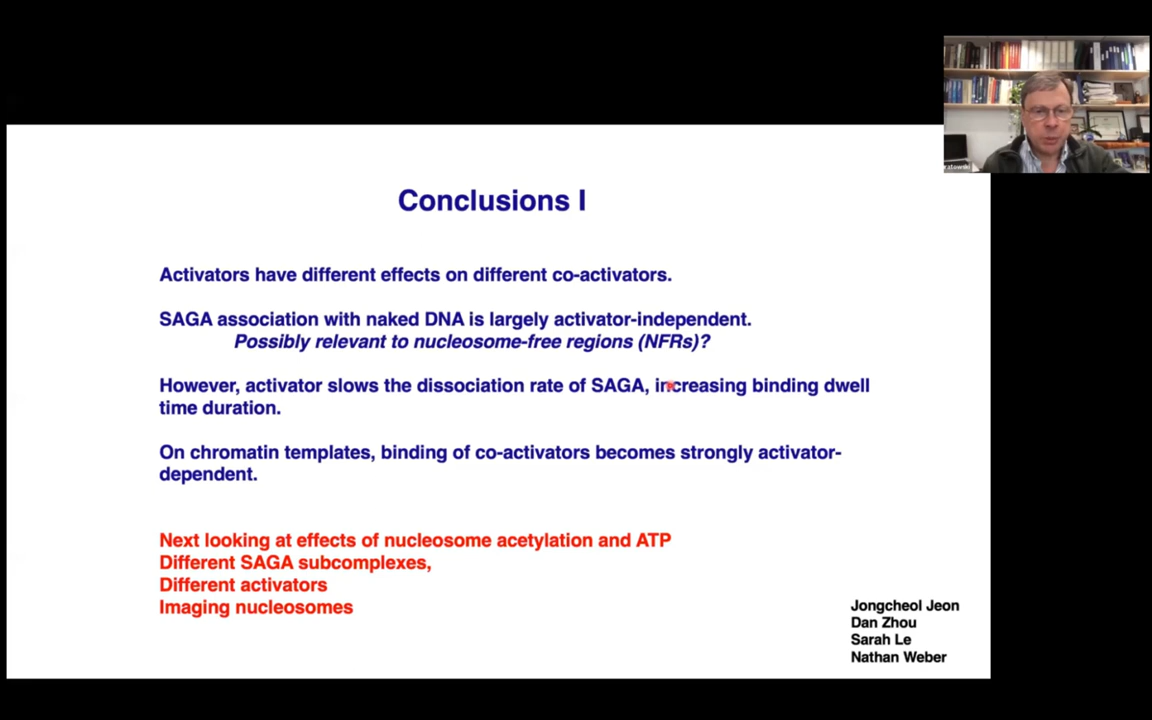 ratowski
Conclusions I
Activators have different effects on different co-activators.
SAGA association with naked DNA is largely activator-independent.
Possibly relevant to nucleosome-free regions (NFRs)?
However, activator slows the dissociation rate of SAGA, increasing binding dwell
time duration.
On chromatin templates, binding of co-activators becomes strongly activator-
dependent.
Next looking at effects of nucleosome acetylation and ATP
Different SAGA subcomplexes,
Different activators
Imaging nucleosomes
Jongcheol Jeon
Dan Zhou
Sarah Le
Nathan Weber